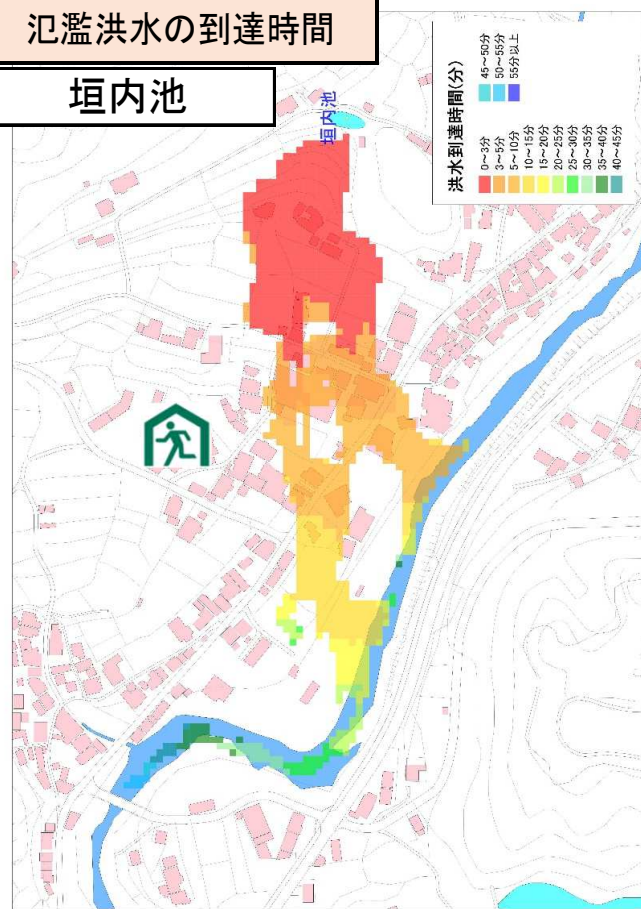 氾濫洪水の到達時間
垣内池
垣内池
洪水到達時間(分)
0~3分
3~5分
5~10分
10~15分
15~20分
20~25分
25~30分
30~35分
35~40分
40~45分
45~50分
50~55分
55分以上